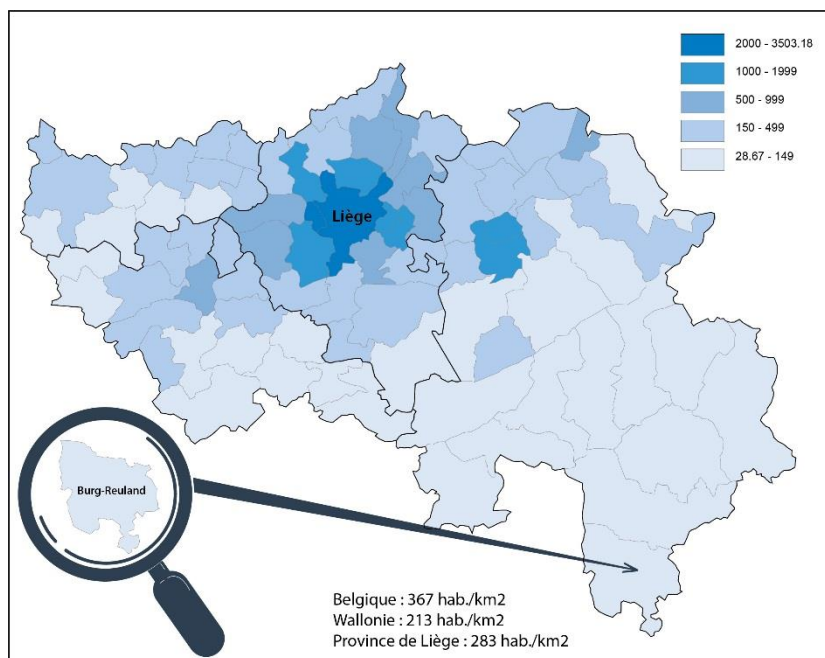 2000 - 3503.18
1000 - 1999
500 - 999
150 - 499
28.67 - 149
Liège
Burg-Reuland
Belgique : 367 hab./km2
Wallonie : 213 hab./km2
Province de Liège : 283 hab./km2